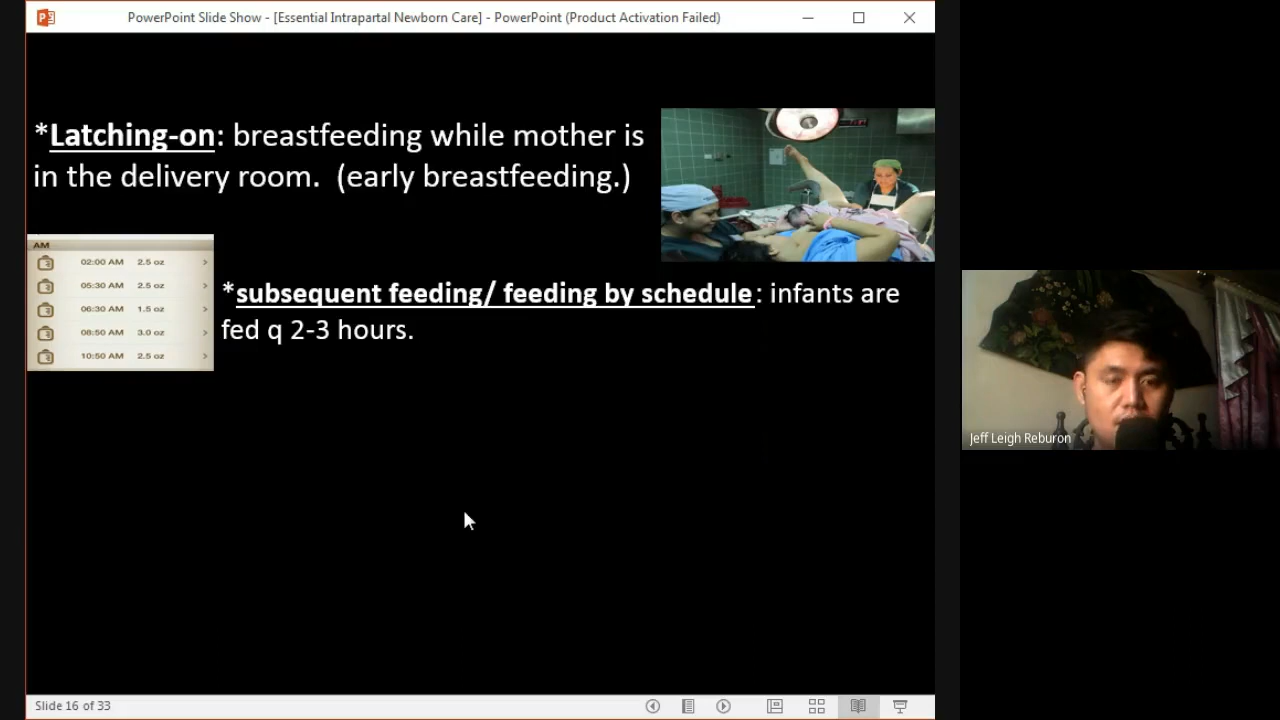 PowerPoint Slide Show - [Essential Intrapartal Newborn Care] - PowerPoint (Product Activation Failed)
*Latching-on: breastfeeding while mother is
in the delivery room.  (early breastfeeding.)
AM
02:00 AM 2.5 oz
05:30 AM 2.5 oz
06:30 AM 1.5 oz
08:50 AM 3.0 oz
10:50 AM 2.5 oz
*subsequent feeding/ feeding by schedule: infants are
fed q 2-3 hours.
Jeff Leigh Reburon
Slide 16 of 33